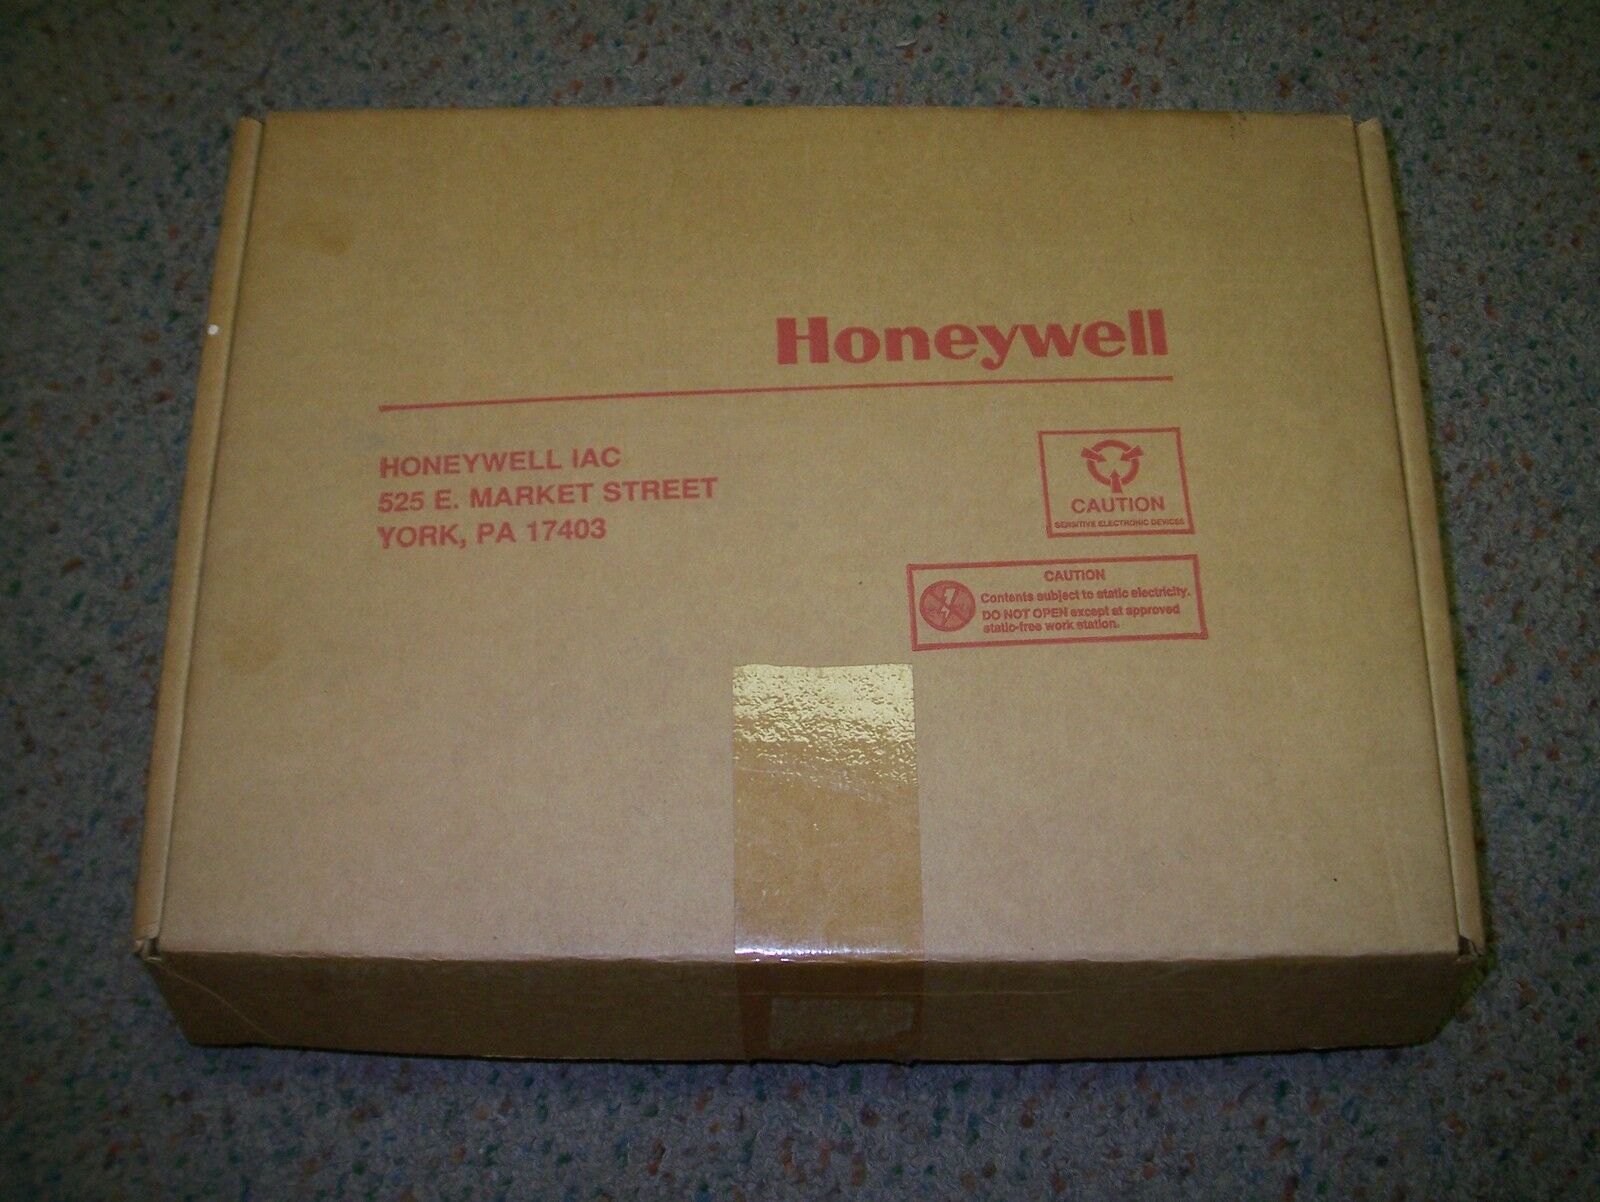 Honeywell
HONEYWELL IAC
525 E. MARKET STREET
YORK, PA 17403
CAUTION
SENSITIVE ELECTRONIC DEVICES
CAUTION
Contents subject to static electricity.
DO NOT OPEN except at approved
static-free work station.